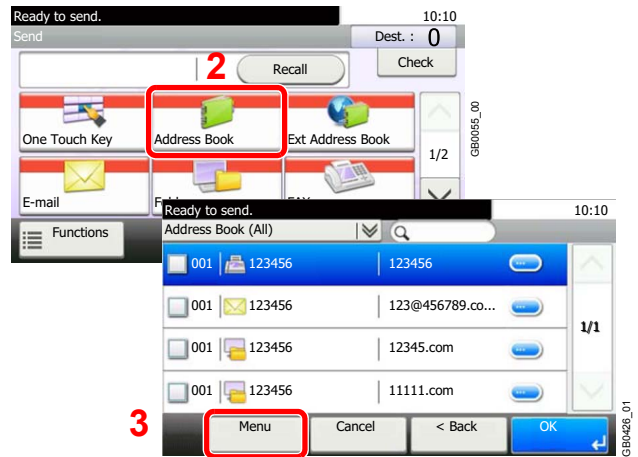 Ready to send. 10:10
Send Dest. : 0
2 Recall Check
One Touch Key Address Book Ext Address Book
1/2
GB0055_00
E-mail
Functions
Ready to send. 10:10
Address Book (All)
001 123456 123456
001 123456 123@456789.co...
1/1
001 123456 12345.com
001 123456 11111.com
3 Menu Cancel < Back OK
GB0426_01